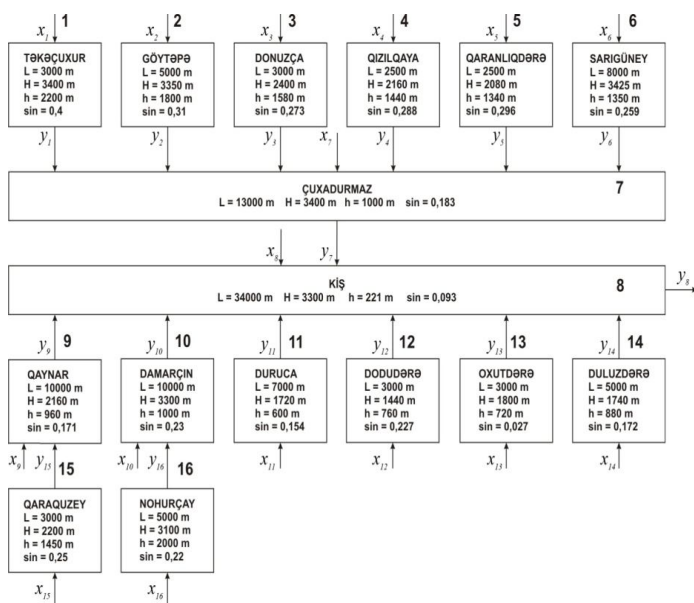 1 2 3 4 5 6
x₁ x₂ x₃ x₄ x₅ x₆
TƏKƏÇUXUR
L = 3000 m
H = 3400 m
h = 2200 m
sin = 0,4
GÖYTƏPƏ
L = 5000 m
H = 3350 m
h = 1800 m
sin = 0,31
DONUZÇA
L = 3000 m
H = 2400 m
h = 1580 m
sin = 0,273
QIZILQAYA
L = 2500 m
H = 2160 m
h = 1440 m
sin = 0,288
QARANLIQDƏRƏ
L = 2500 m
H = 2080 m
h = 1340 m
sin = 0,296
SARIGÜNEY
L = 8000 m
H = 3425 m
h = 1350 m
sin = 0,259
y₁ y₂ y₃ x₇ y₄ y₅ y₆
ÇUXADURMAZ 7
L = 13000 m H = 3400 m h = 1000 m sin = 0,183
x₈ y₇
KİŞ 8 y₈
L = 34000 m H = 3300 m h = 221 m sin = 0,093
y₉ 9 y₁₀ 10 y₁₁ 11 y₁₂ 12 y₁₃ 13 y₁₄ 14
QAYNAR
L = 10000 m
H = 2160 m
h = 960 m
sin = 0,171
DAMARÇIN
L = 10000 m
H = 3300 m
h = 1000 m
sin = 0,23
DURUCA
L = 7000 m
H = 1720 m
h = 600 m
sin = 0,154
DODUDƏRƏ
L = 3000 m
H = 1440 m
h = 760 m
sin = 0,227
OXUTDƏRƏ
L = 3000 m
H = 1800 m
h = 720 m
sin = 0,027
DULUZDƏRƏ
L = 5000 m
H = 1740 m
h = 880 m
sin = 0,172
x₉ y₁₅ 15 x₁₀ y₁₆ 16 x₁₁ x₁₂ x₁₃ x₁₄
QARAQUZEY
L = 3000 m
H = 2200 m
h = 1450 m
sin = 0,25
NOHURÇAY
L = 5000 m
H = 3100 m
h = 2000 m
sin = 0,22
x₁₅ x₁₆